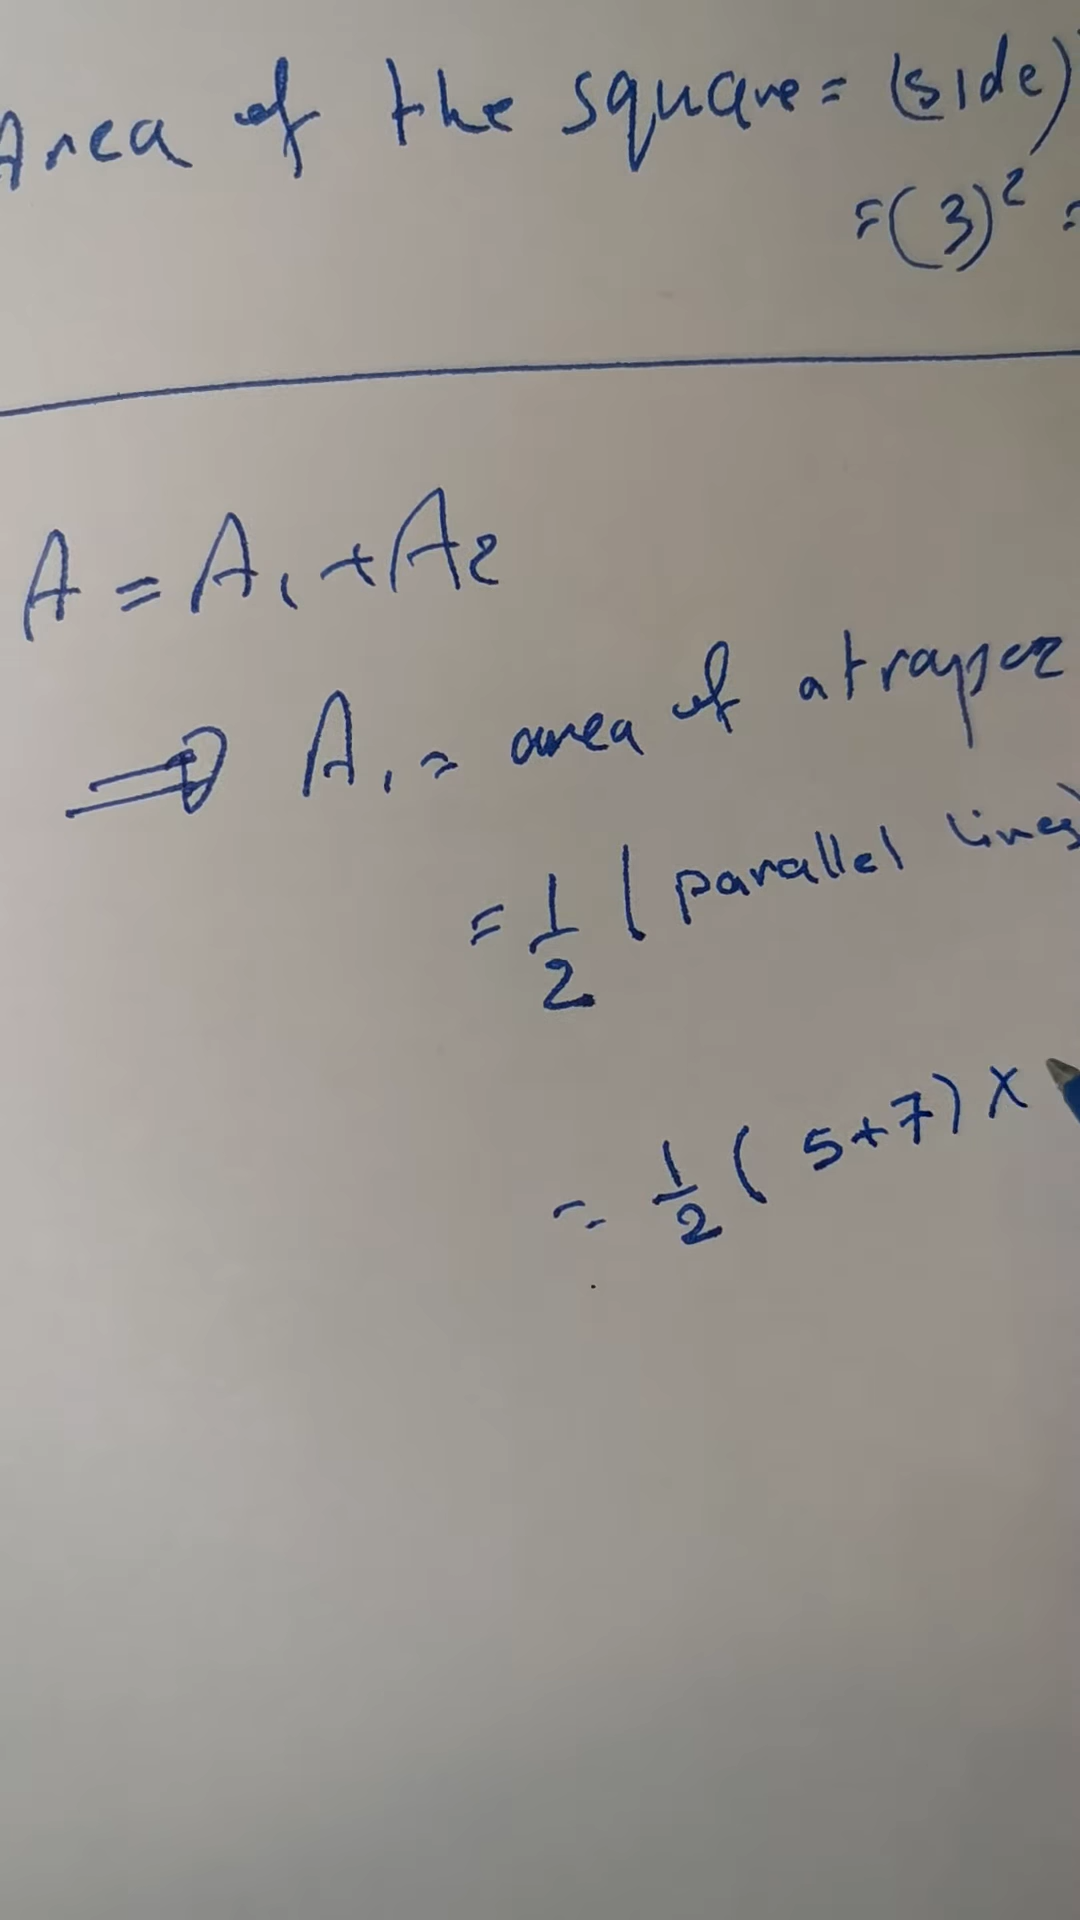 Area of the square = (side)
= (3)² =
A = A₁ + A₂
⇒ A₁ = area of a trapez
= 1/2 (parallel lines)
= 1/2 (5+7) x